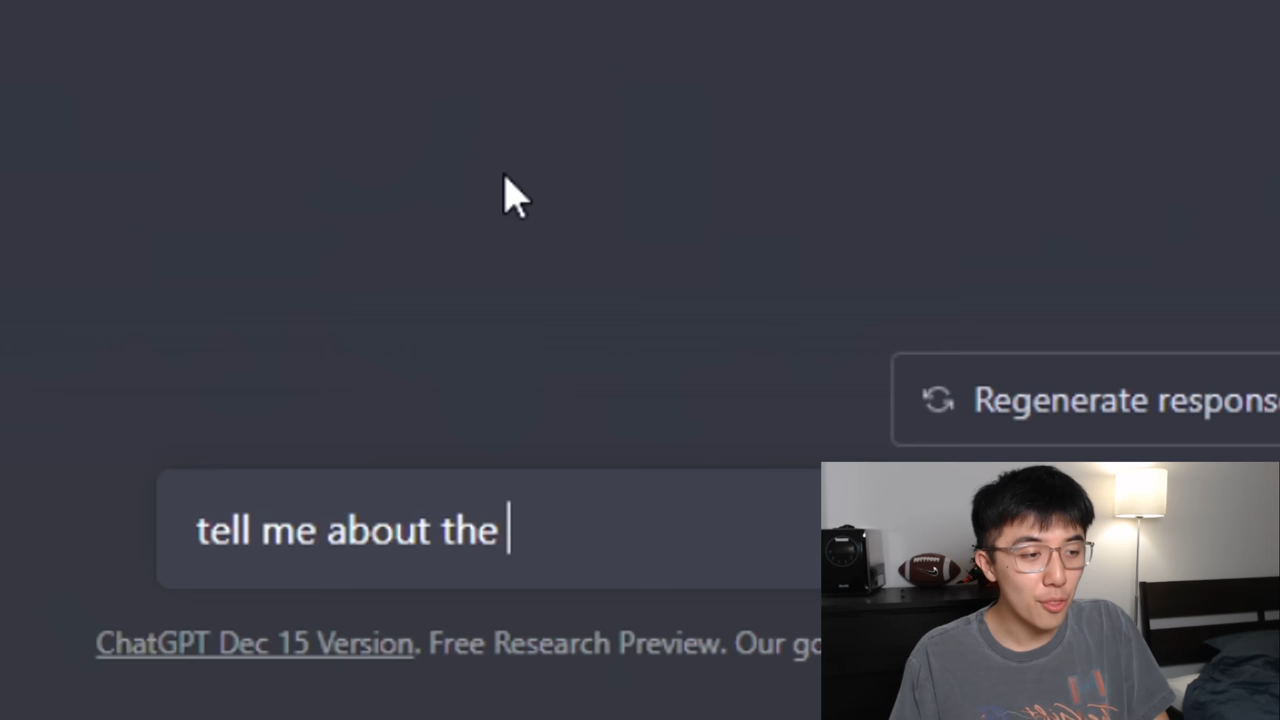 Regenerate respons
tell me about the
ChatGPT Dec 15 Version. Free Research Preview. Our go